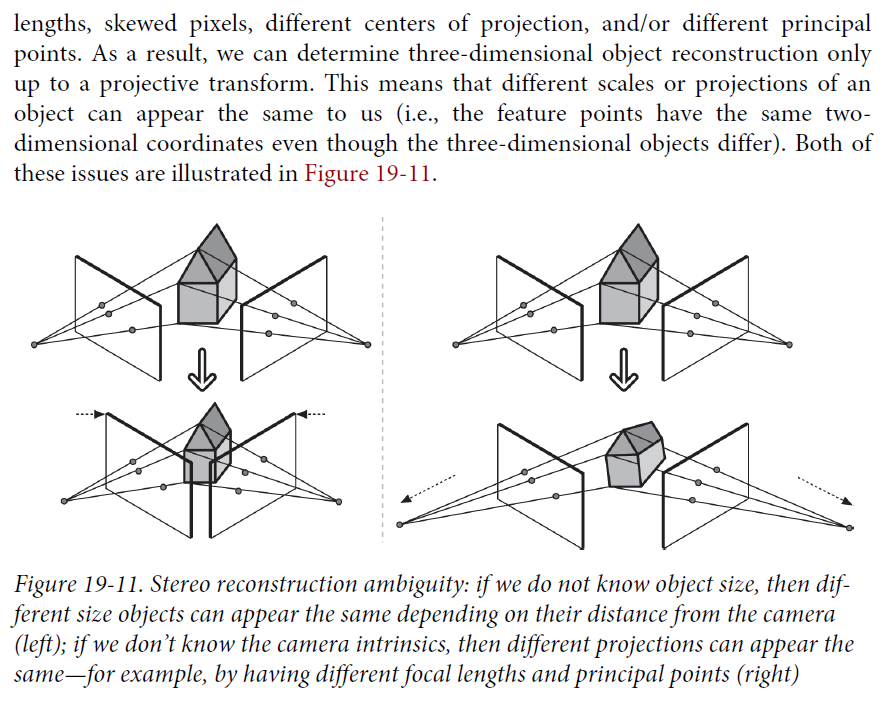 lengths, skewed pixels, different centers of projection, and/or different principal
points. As a result, we can determine three-dimensional object reconstruction only
up to a projective transform. This means that different scales or projections of an
object can appear the same to us (i.e., the feature points have the same two-
dimensional coordinates even though the three-dimensional objects differ). Both of
these issues are illustrated in Figure 19-11.
Figure 19-11. Stereo reconstruction ambiguity: if we do not know object size, then dif-
ferent size objects can appear the same depending on their distance from the camera
(left); if we don’t know the camera intrinsics, then different projections can appear the
same—for example, by having different focal lengths and principal points (right)